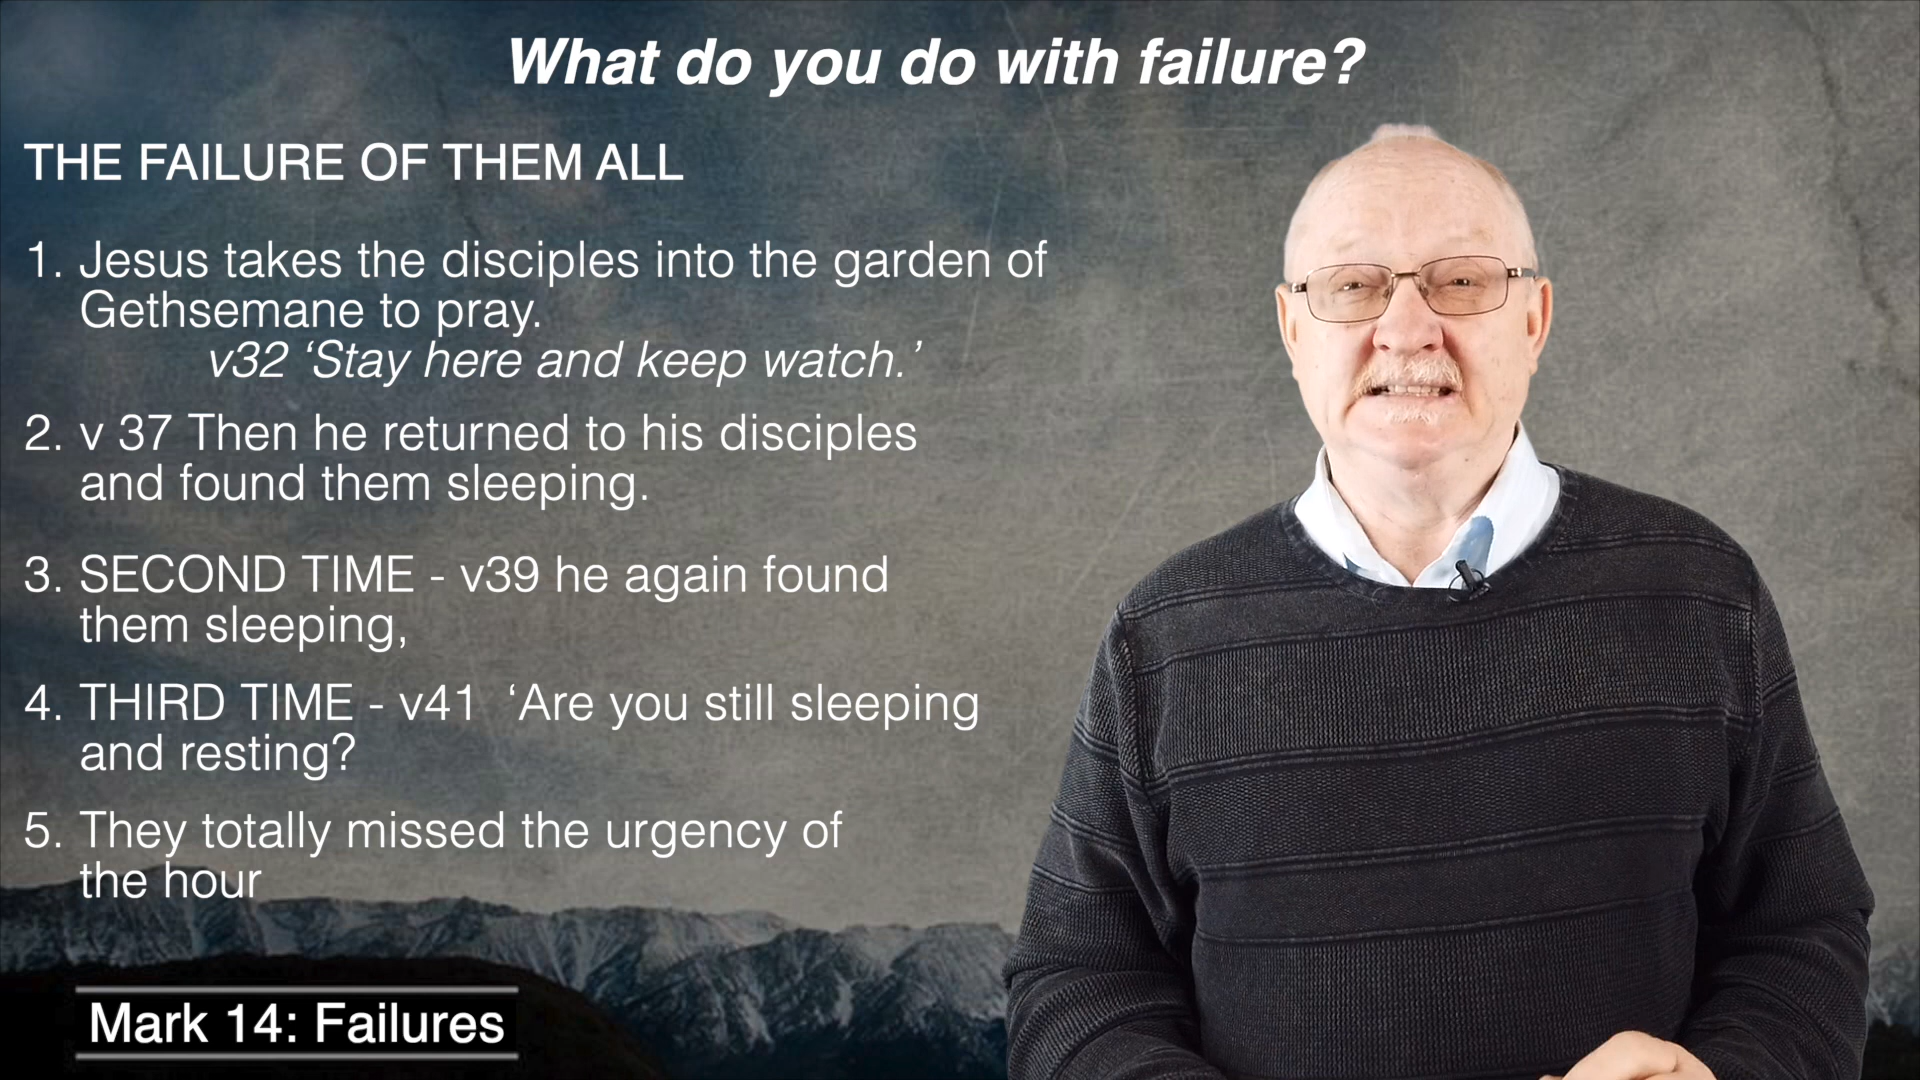 What do you do with failure?
THE FAILURE OF THEM ALL
1. Jesus takes the disciples into the garden of
Gethsemane to pray.
v32 ‘Stay here and keep watch.’
2. v 37 Then he returned to his disciples
and found them sleeping.
3. SECOND TIME - v39 he again found
them sleeping,
4. THIRD TIME - v41 ‘Are you still sleeping
and resting?
5. They totally missed the urgency of
the hour
Mark 14: Failures